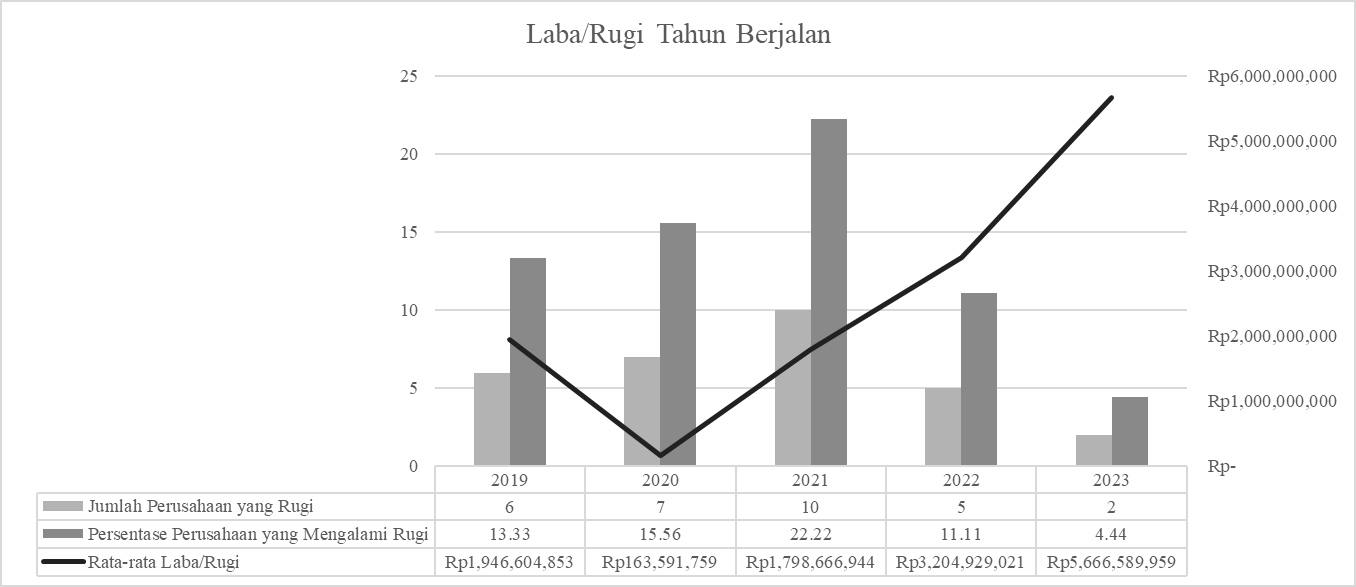 Laba/Rugi Tahun Berjalan
25
20
15
10
5
0
Rp6,000,000,000
Rp5,000,000,000
Rp4,000,000,000
Rp3,000,000,000
Rp2,000,000,000
Rp1,000,000,000
Rp-
2019 2020 2021 2022 2023
Jumlah Perusahaan yang Rugi 6 7 10 5 2
Persentase Perusahaan yang Mengalami Rugi 13.33 15.56 22.22 11.11 4.44
Rata-rata Laba/Rugi Rp1,946,604,853 Rp163,591,759 Rp1,798,666,944 Rp3,204,929,021 Rp5,666,589,959